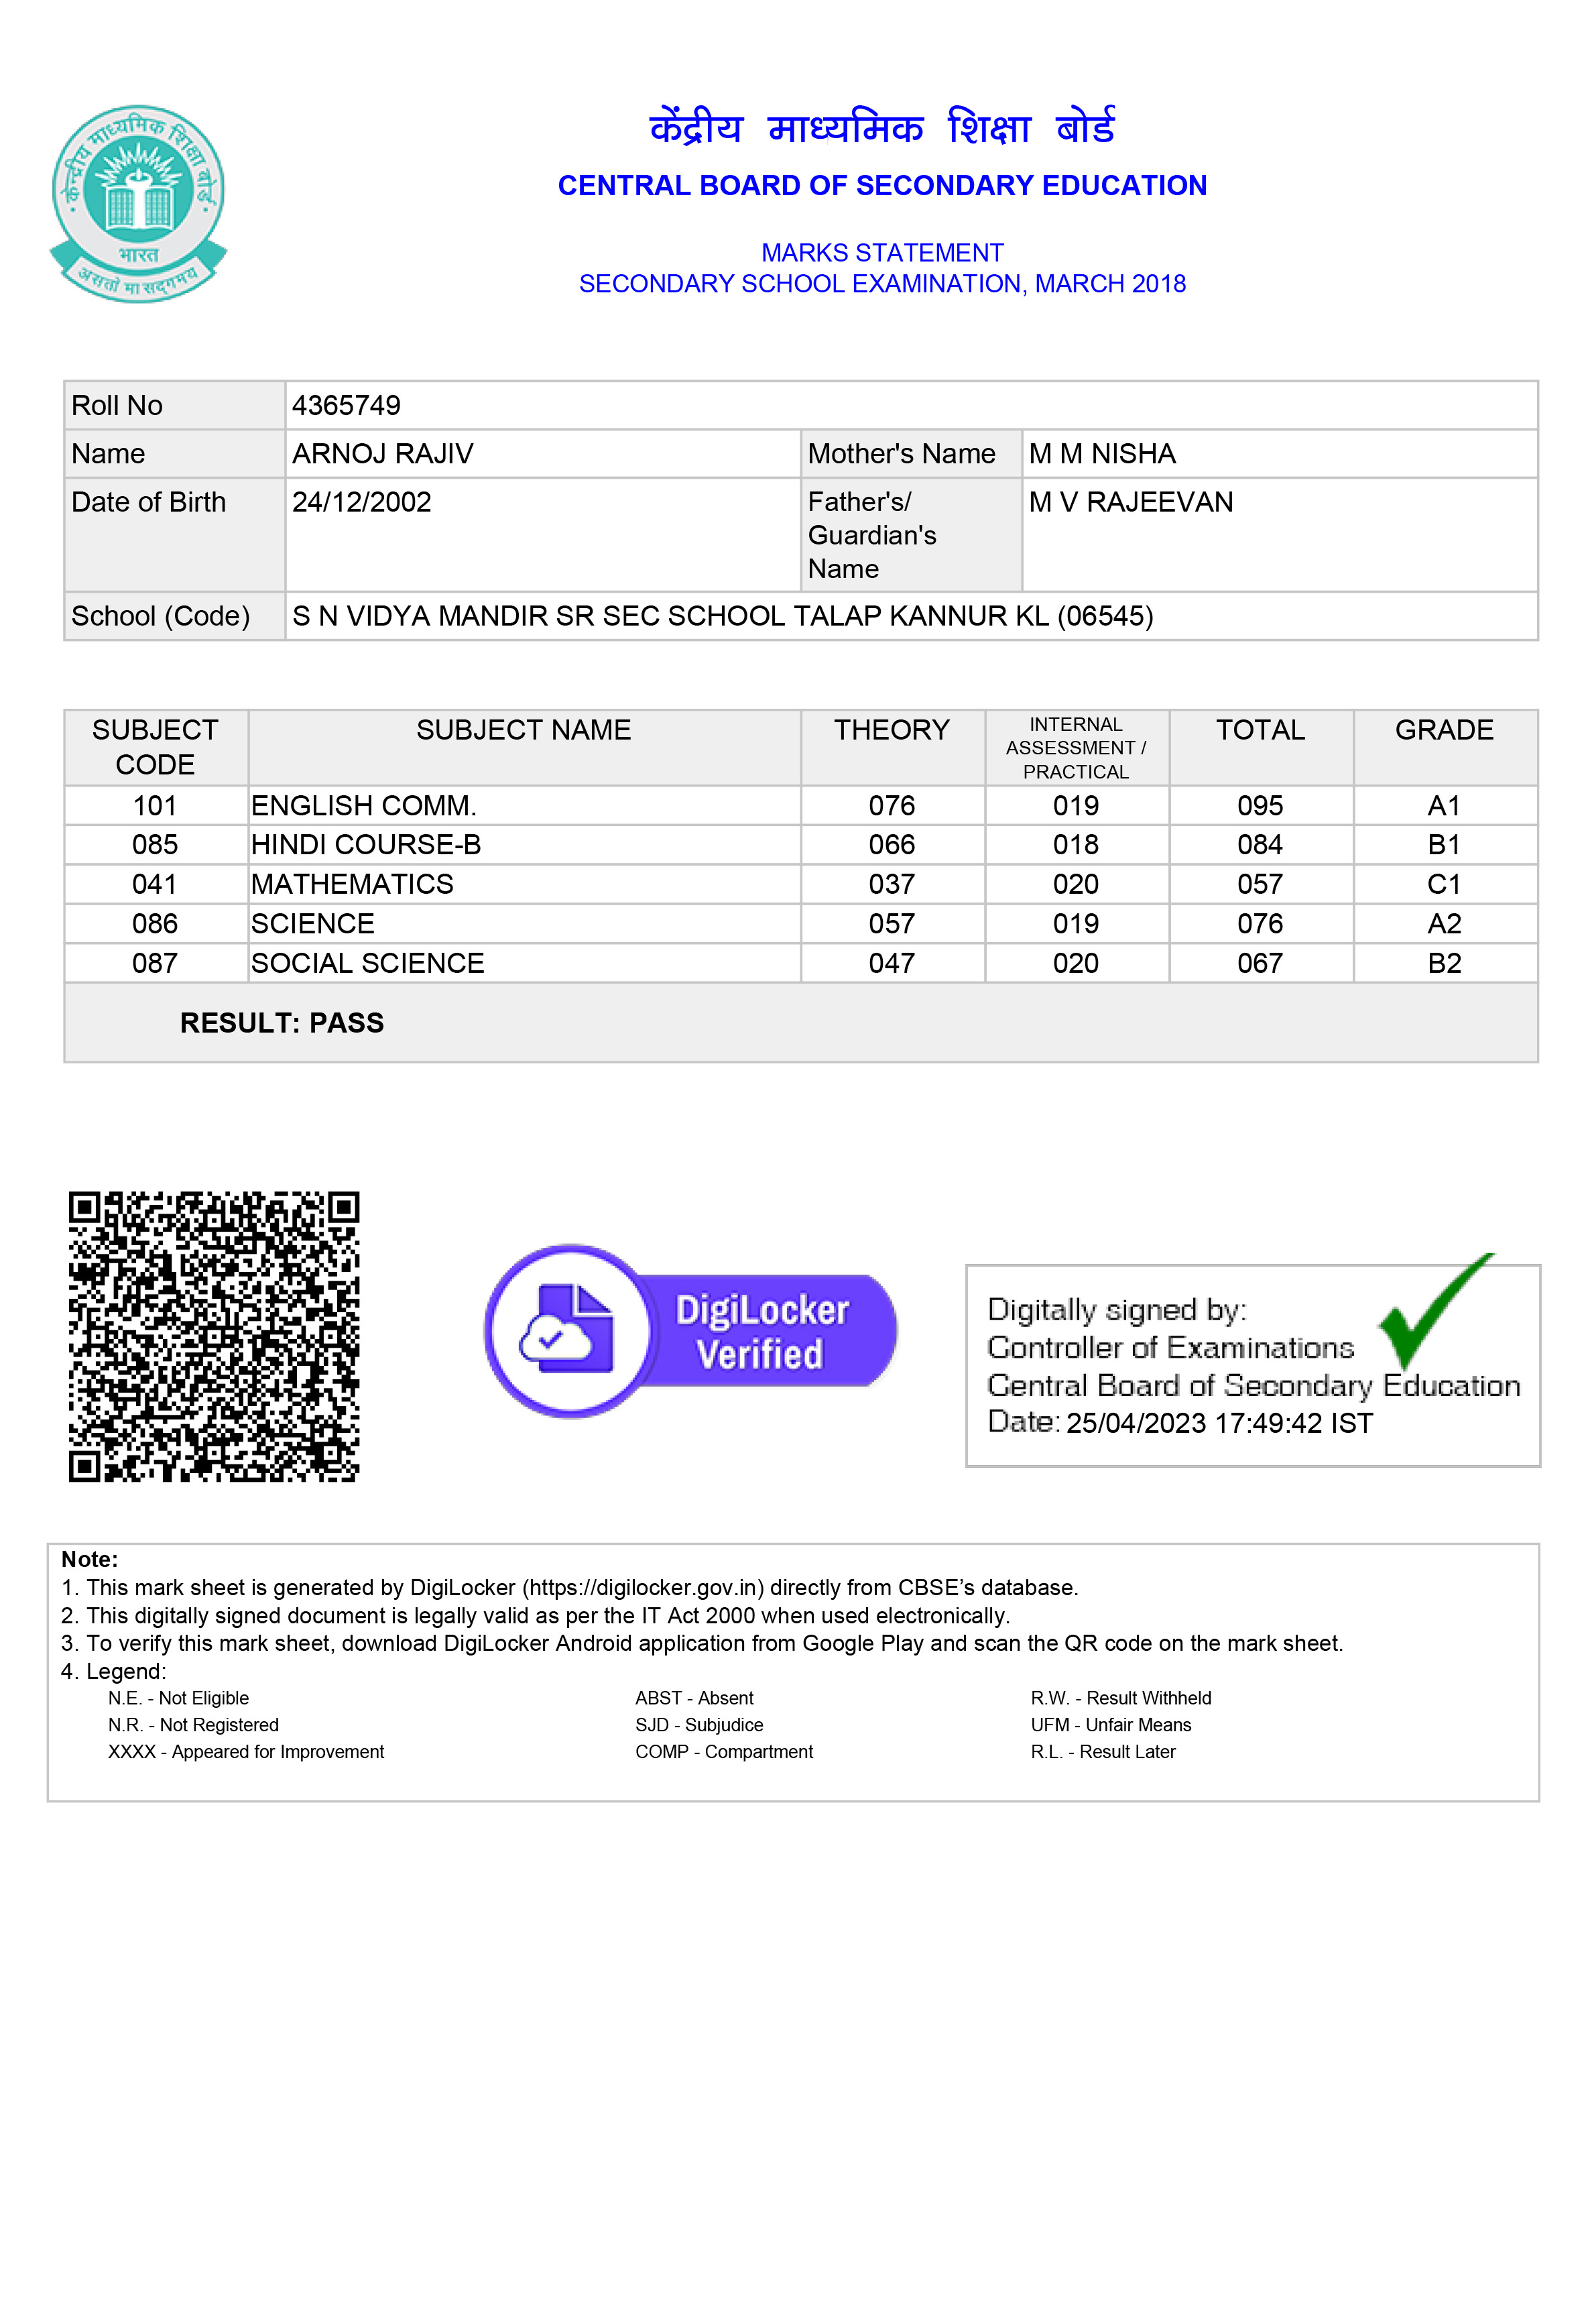 केन्द्रीय माध्यमिक शिक्षा बोर्ड
भारत
असतो मा सद्गमय
केंद्रीय माध्यमिक शिक्षा बोर्ड
CENTRAL BOARD OF SECONDARY EDUCATION
MARKS STATEMENT
SECONDARY SCHOOL EXAMINATION, MARCH 2018
Roll No 4365749
Name ARNOJ RAJIV Mother's Name M M NISHA
Date of Birth 24/12/2002 Father's/ M V RAJEEVAN
Guardian's
Name
School (Code) S N VIDYA MANDIR SR SEC SCHOOL TALAP KANNUR KL (06545)
SUBJECT SUBJECT NAME THEORY INTERNAL TOTAL GRADE
CODE ASSESSMENT /
PRACTICAL
101 ENGLISH COMM. 076 019 095 A1
085 HINDI COURSE-B 066 018 084 B1
041 MATHEMATICS 037 020 057 C1
086 SCIENCE 057 019 076 A2
087 SOCIAL SCIENCE 047 020 067 B2
RESULT: PASS
DigiLocker
Verified
Digitally signed by:
Controller of Examinations
Central Board of Secondary Education
Date: 25/04/2023 17:49:42 IST
Note:
1. This mark sheet is generated by DigiLocker (https://digilocker.gov.in) directly from CBSE’s database.
2. This digitally signed document is legally valid as per the IT Act 2000 when used electronically.
3. To verify this mark sheet, download DigiLocker Android application from Google Play and scan the QR code on the mark sheet.
4. Legend:
N.E. - Not Eligible ABST - Absent R.W. - Result Withheld
N.R. - Not Registered SJD - Subjudice UFM - Unfair Means
XXXX - Appeared for Improvement COMP - Compartment R.L. - Result Later